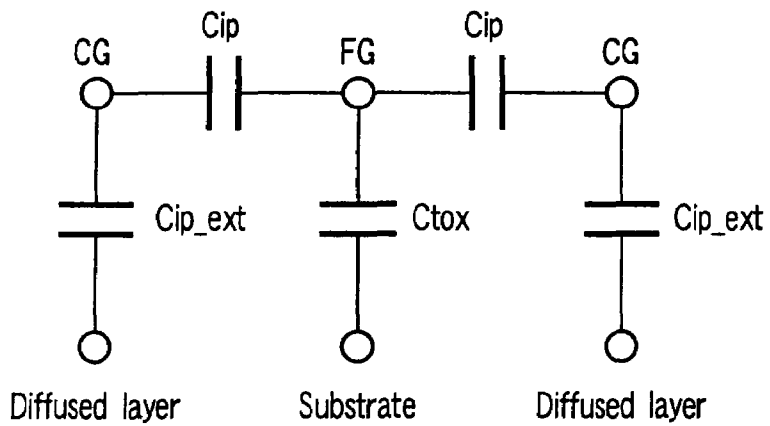 Cip Cip
CG FG CG
Cip_ext Ctox Cip_ext
Diffused layer Substrate Diffused layer